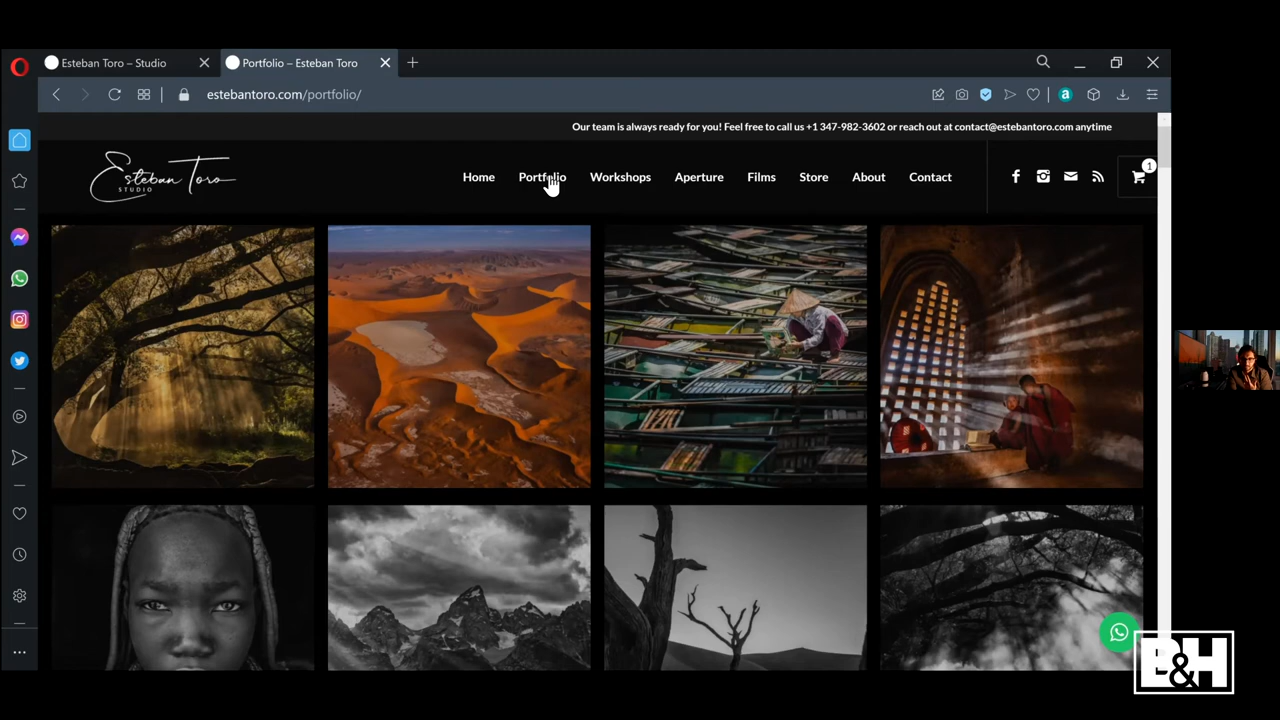 Esteban Toro – Studio
Portfolio – Esteban Toro
estebantoro.com/portfolio/
a
Our team is always ready for you! Feel free to call us +1 347-982-3602 or reach out at contact@estebantoro.com anytime
Esteban Toro
STUDIO
Home
Portfolio
Workshops
Aperture
Films
Store
About
Contact
1
B&H